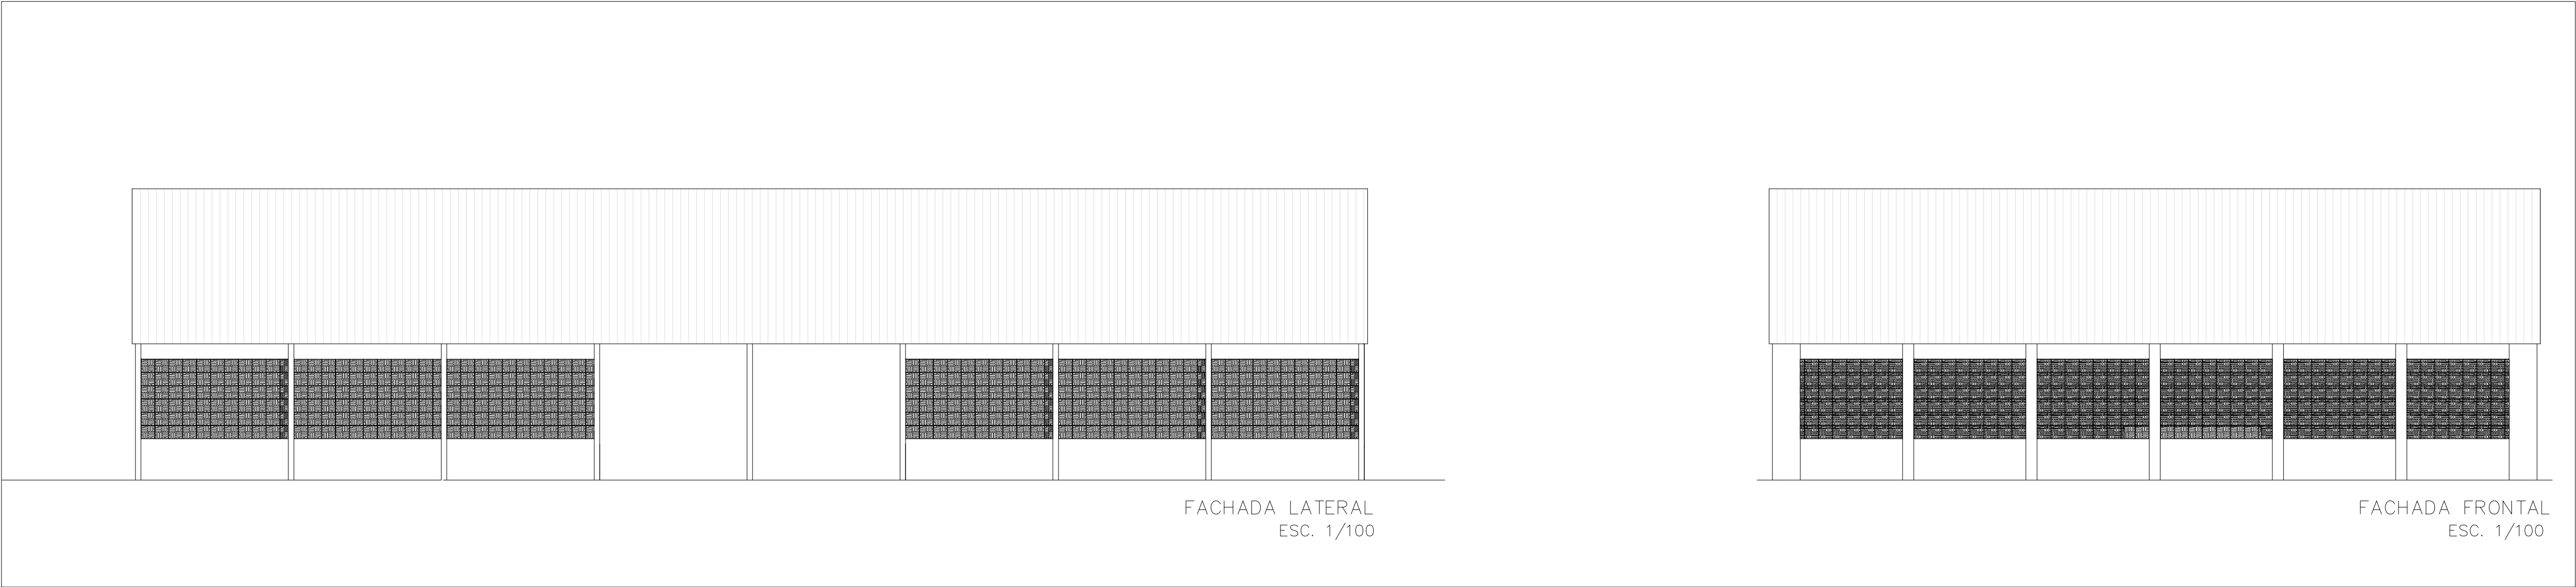 FACHADA LATERAL
ESC. 1/100
FACHADA FRONTAL
ESC. 1/100